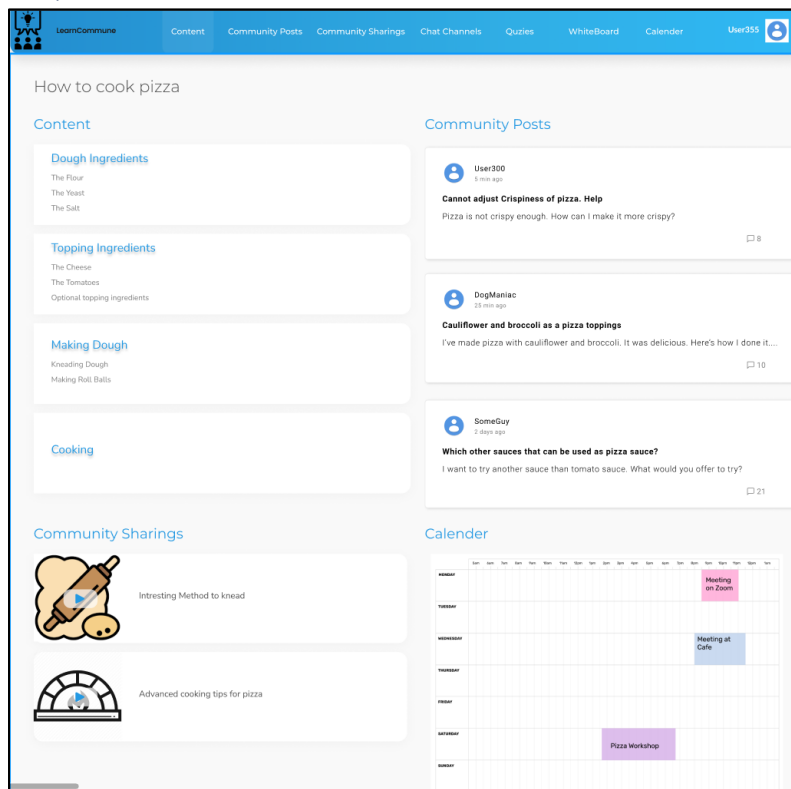 LearnCommune
Content
Community Posts
Community Sharings
Chat Channels
Quzies
WhiteBoard
Calender
User355
How to cook pizza
Content
Dough Ingredients
The Flour
The Yeast
The Salt
Topping Ingredients
The Cheese
The Tomatoes
Optional topping ingredients
Making Dough
Kneading Dough
Making Roll Balls
Cooking
Community Posts
User300
5 min ago
Cannot adjust Crispiness of pizza. Help
Pizza is not crispy enough. How can I make it more crispy?
8
DogManiac
25 min ago
Cauliflower and broccoli as a pizza toppings
I've made pizza with cauliflower and broccoli. It was delicious. Here's how I done it....
10
SomeGuy
2 days ago
Which other sauces that can be used as pizza sauce?
I want to try another sauce than tomato sauce. What would you offer to try?
21
Community Sharings
Intresting Method to knead
Advanced cooking tips for pizza
Calender
MONDAY
Meeting
on Zoom
TUESDAY
WEDNESDAY
Meeting at
Cafe
THURSDAY
FRIDAY
SATURDAY
Pizza Workshop
SUNDAY